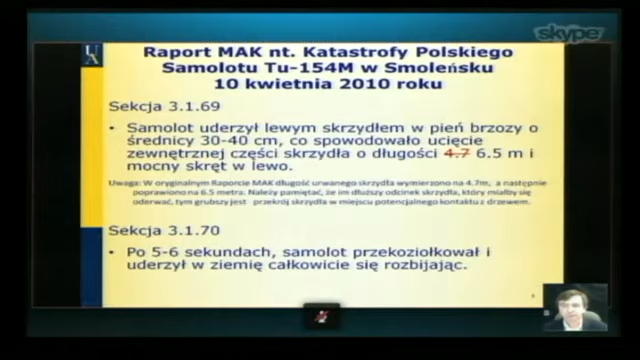 skype
UA
Raport MAK nt. Katastrofy Polskiego
Samolotu Tu-154M w Smoleńsku
10 kwietnia 2010 roku
Sekcja 3.1.69
• Samolot uderzył lewym skrzydłem w pień brzozy o
średnicy 30-40 cm, co spowodowało ucięcie
zewnętrznej części skrzydła o długości 4.7 6.5 m i
mocny skręt w lewo.
Uwaga: W oryginalnym Raporcie MAK długość urwanego skrzydła wymierzono na 4.7m, a następnie
poprawiono na 6.5 metra. Należy pamiętać, że im dłuższy odcinek skrzydła, który miałby się
oderwać, tym grubszy jest przekrój skrzydła w miejscu potencjalnego kontaktu z drzewem.
Sekcja 3.1.70
• Po 5-6 sekundach, samolot przekoziołkował i
uderzył w ziemię całkowicie się rozbijając.